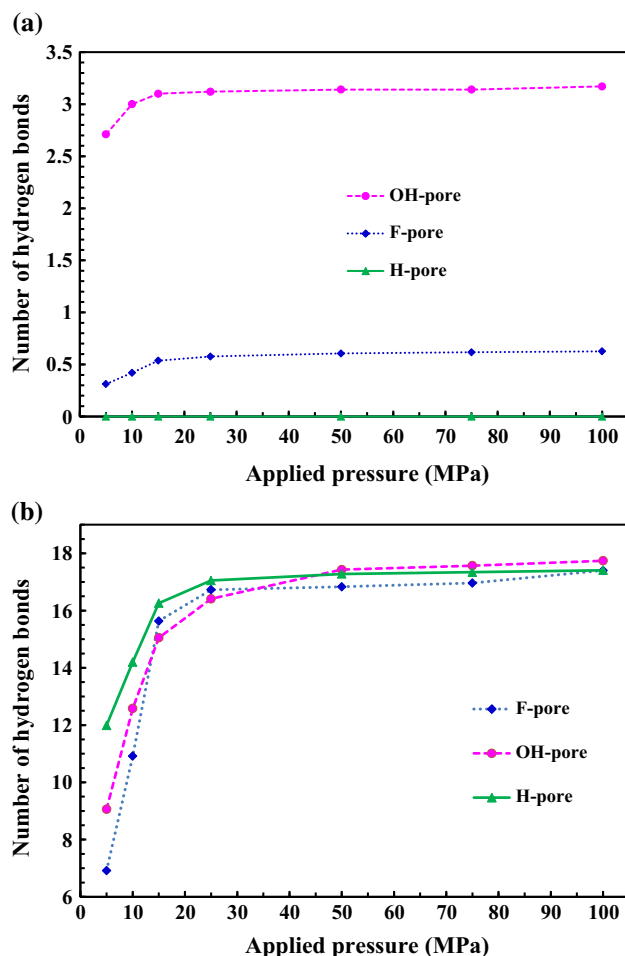 (a)
Number of hydrogen bonds
3.5
3
2.5
2
1.5
1
0.5
0
OH-pore
F-pore
H-pore
0 10 20 30 40 50 60 70 80 90 100
Applied pressure (MPa)
(b)
Number of hydrogen bonds
18
16
14
12
10
8
6
F-pore
OH-pore
H-pore
0 10 20 30 40 50 60 70 80 90 100
Applied pressure (MPa)